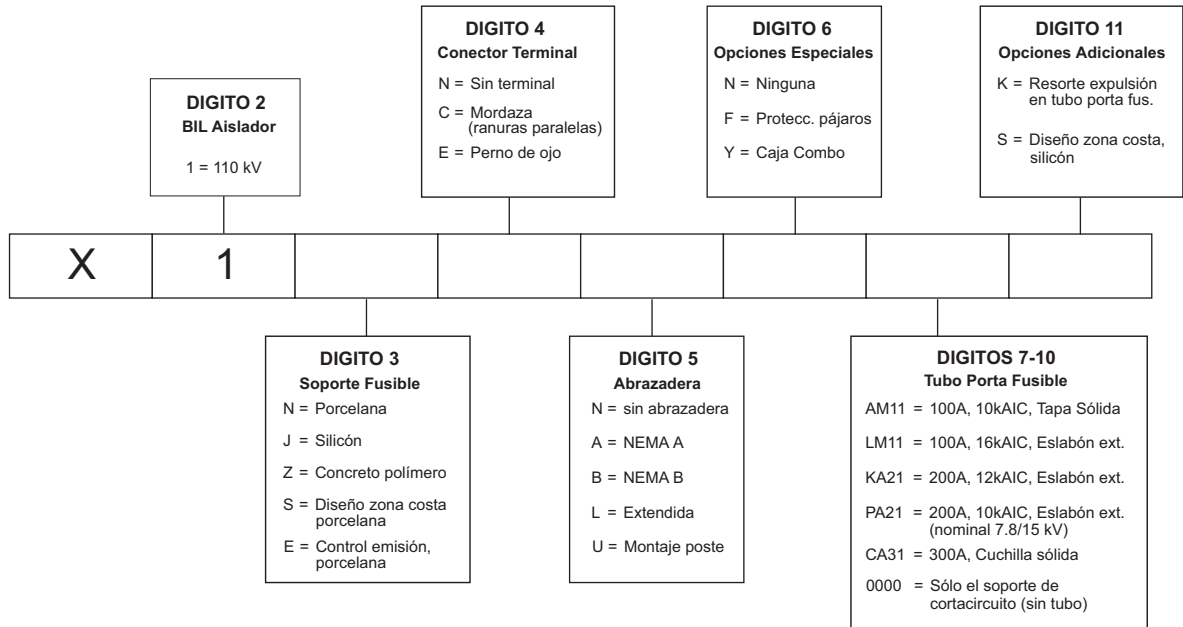 DIGITO 2
BIL Aislador
1 = 110 kV
DIGITO 4
Conector Terminal
N = Sin terminal
C = Mordaza
(ranuras paralelas)
E = Perno de ojo
DIGITO 6
Opciones Especiales
N = Ninguna
F = Protecc. pájaros
Y = Caja Combo
DIGITO 11
Opciones Adicionales
K = Resorte expulsión
en tubo porta fus.
S = Diseño zona costa,
silicón
X 1
DIGITO 3
Soporte Fusible
N = Porcelana
J = Silicón
Z = Concreto polímero
S = Diseño zona costa
porcelana
E = Control emisión,
porcelana
DIGITO 5
Abrazadera
N = sin abrazadera
A = NEMA A
B = NEMA B
L = Extendida
U = Montaje poste
DIGITOS 7-10
Tubo Porta Fusible
AM11 = 100A, 10kAIC, Tapa Sólida
LM11 = 100A, 16kAIC, Eslabón ext.
KA21 = 200A, 12kAIC, Eslabón ext.
PA21 = 200A, 10kAIC, Eslabón ext.
(nominal 7.8/15 kV)
CA31 = 300A, Cuchilla sólida
0000 = Sólo el soporte de
cortacircuito (sin tubo)